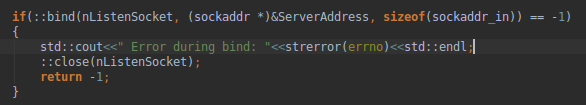 if(::bind(nListenSocket, (sockaddr *)&ServerAddress, sizeof(sockaddr_in)) == -1)
{
    std::cout<<" Error during bind: "<<strerror(errno)<<std::endl;
    ::close(nListenSocket);
    return -1;
}